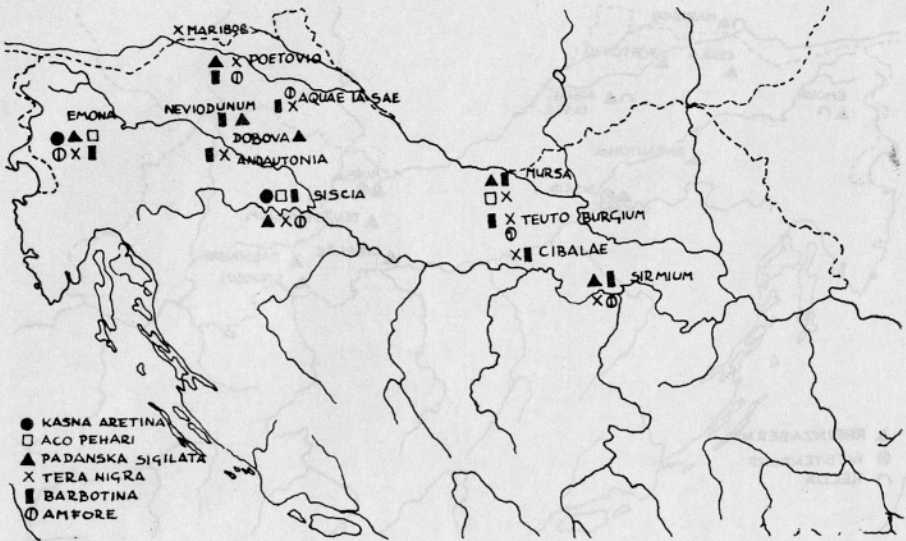 MARIBOB
POETOVIO
AQUAE IASAE
EMONA
NEVIODUNUM
DOBOVA
ANDAUTONIA
SISCIA
MURSA
TEUTO BURGIUM
CIBALAE
SIRMIUM
KASNA ARETINA
ACO PEHARI
PADANSKA SIGILATA
TERA NIGRA
BARBOTINA
AMFORE